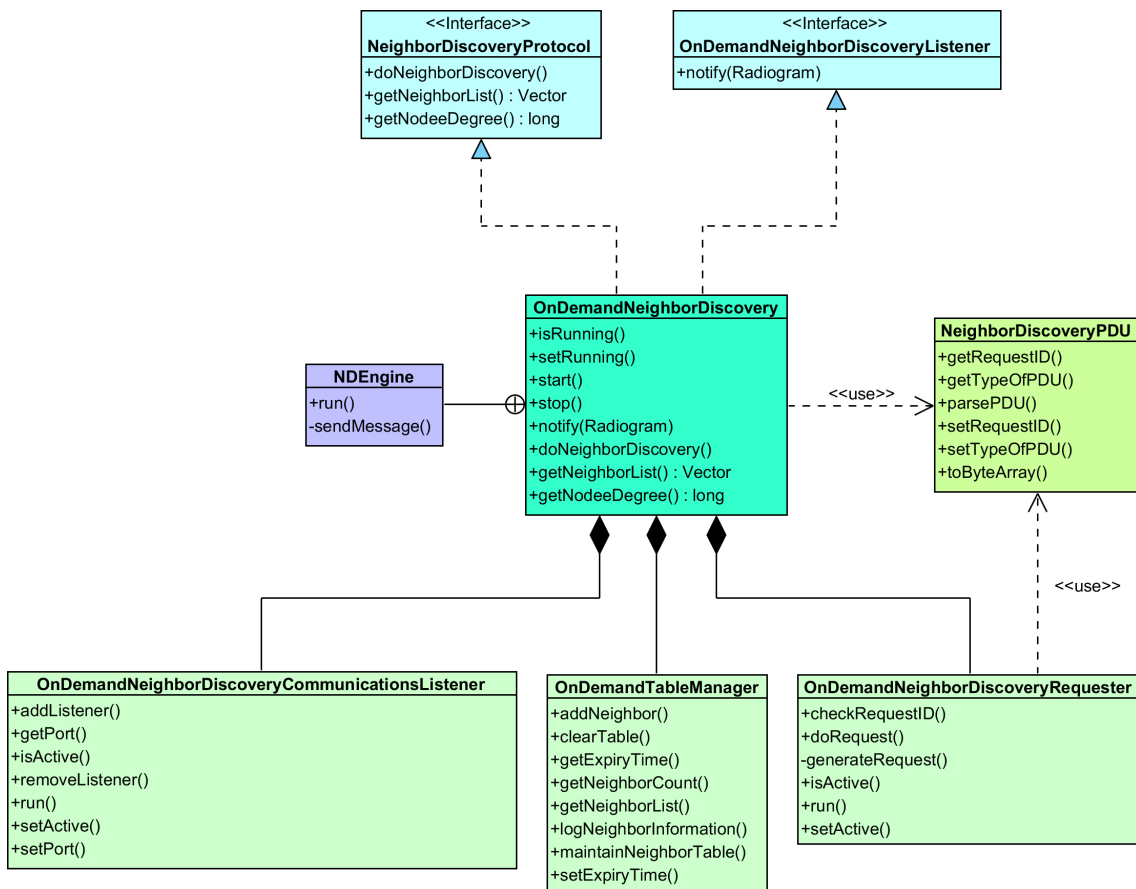 <<Interface>>
NeighborDiscoveryProtocol
+doNeighborDiscovery()
+getNeighborList() : Vector
+getNodeeDegree() : long
<<Interface>>
OnDemandNeighborDiscoveryListener
+notify(Radiogram)
OnDemandNeighborDiscovery
+isRunning()
+setRunning()
+start()
+stop()
+notify(Radiogram)
+doNeighborDiscovery()
+getNeighborList() : Vector
+getNodeeDegree() : long
NDEngine
+run()
-sendMessage()
<<use>>
NeighborDiscoveryPDU
+getRequestID()
+getTypeOfPDU()
+parsePDU()
+setRequestID()
+setTypeOfPDU()
+toByteArray()
<<use>>
OnDemandNeighborDiscoveryCommunicationsListener
+addListener()
+getPort()
+isActive()
+removeListener()
+run()
+setActive()
+setPort()
OnDemandTableManager
+addNeighbor()
+clearTable()
+getExpiryTime()
+getNeighborCount()
+getNeighborList()
+logNeighborInformation()
+maintainNeighborTable()
+setExpiryTime()
OnDemandNeighborDiscoveryRequester
+checkRequestID()
+doRequest()
-generateRequest()
+isActive()
+run()
+setActive()